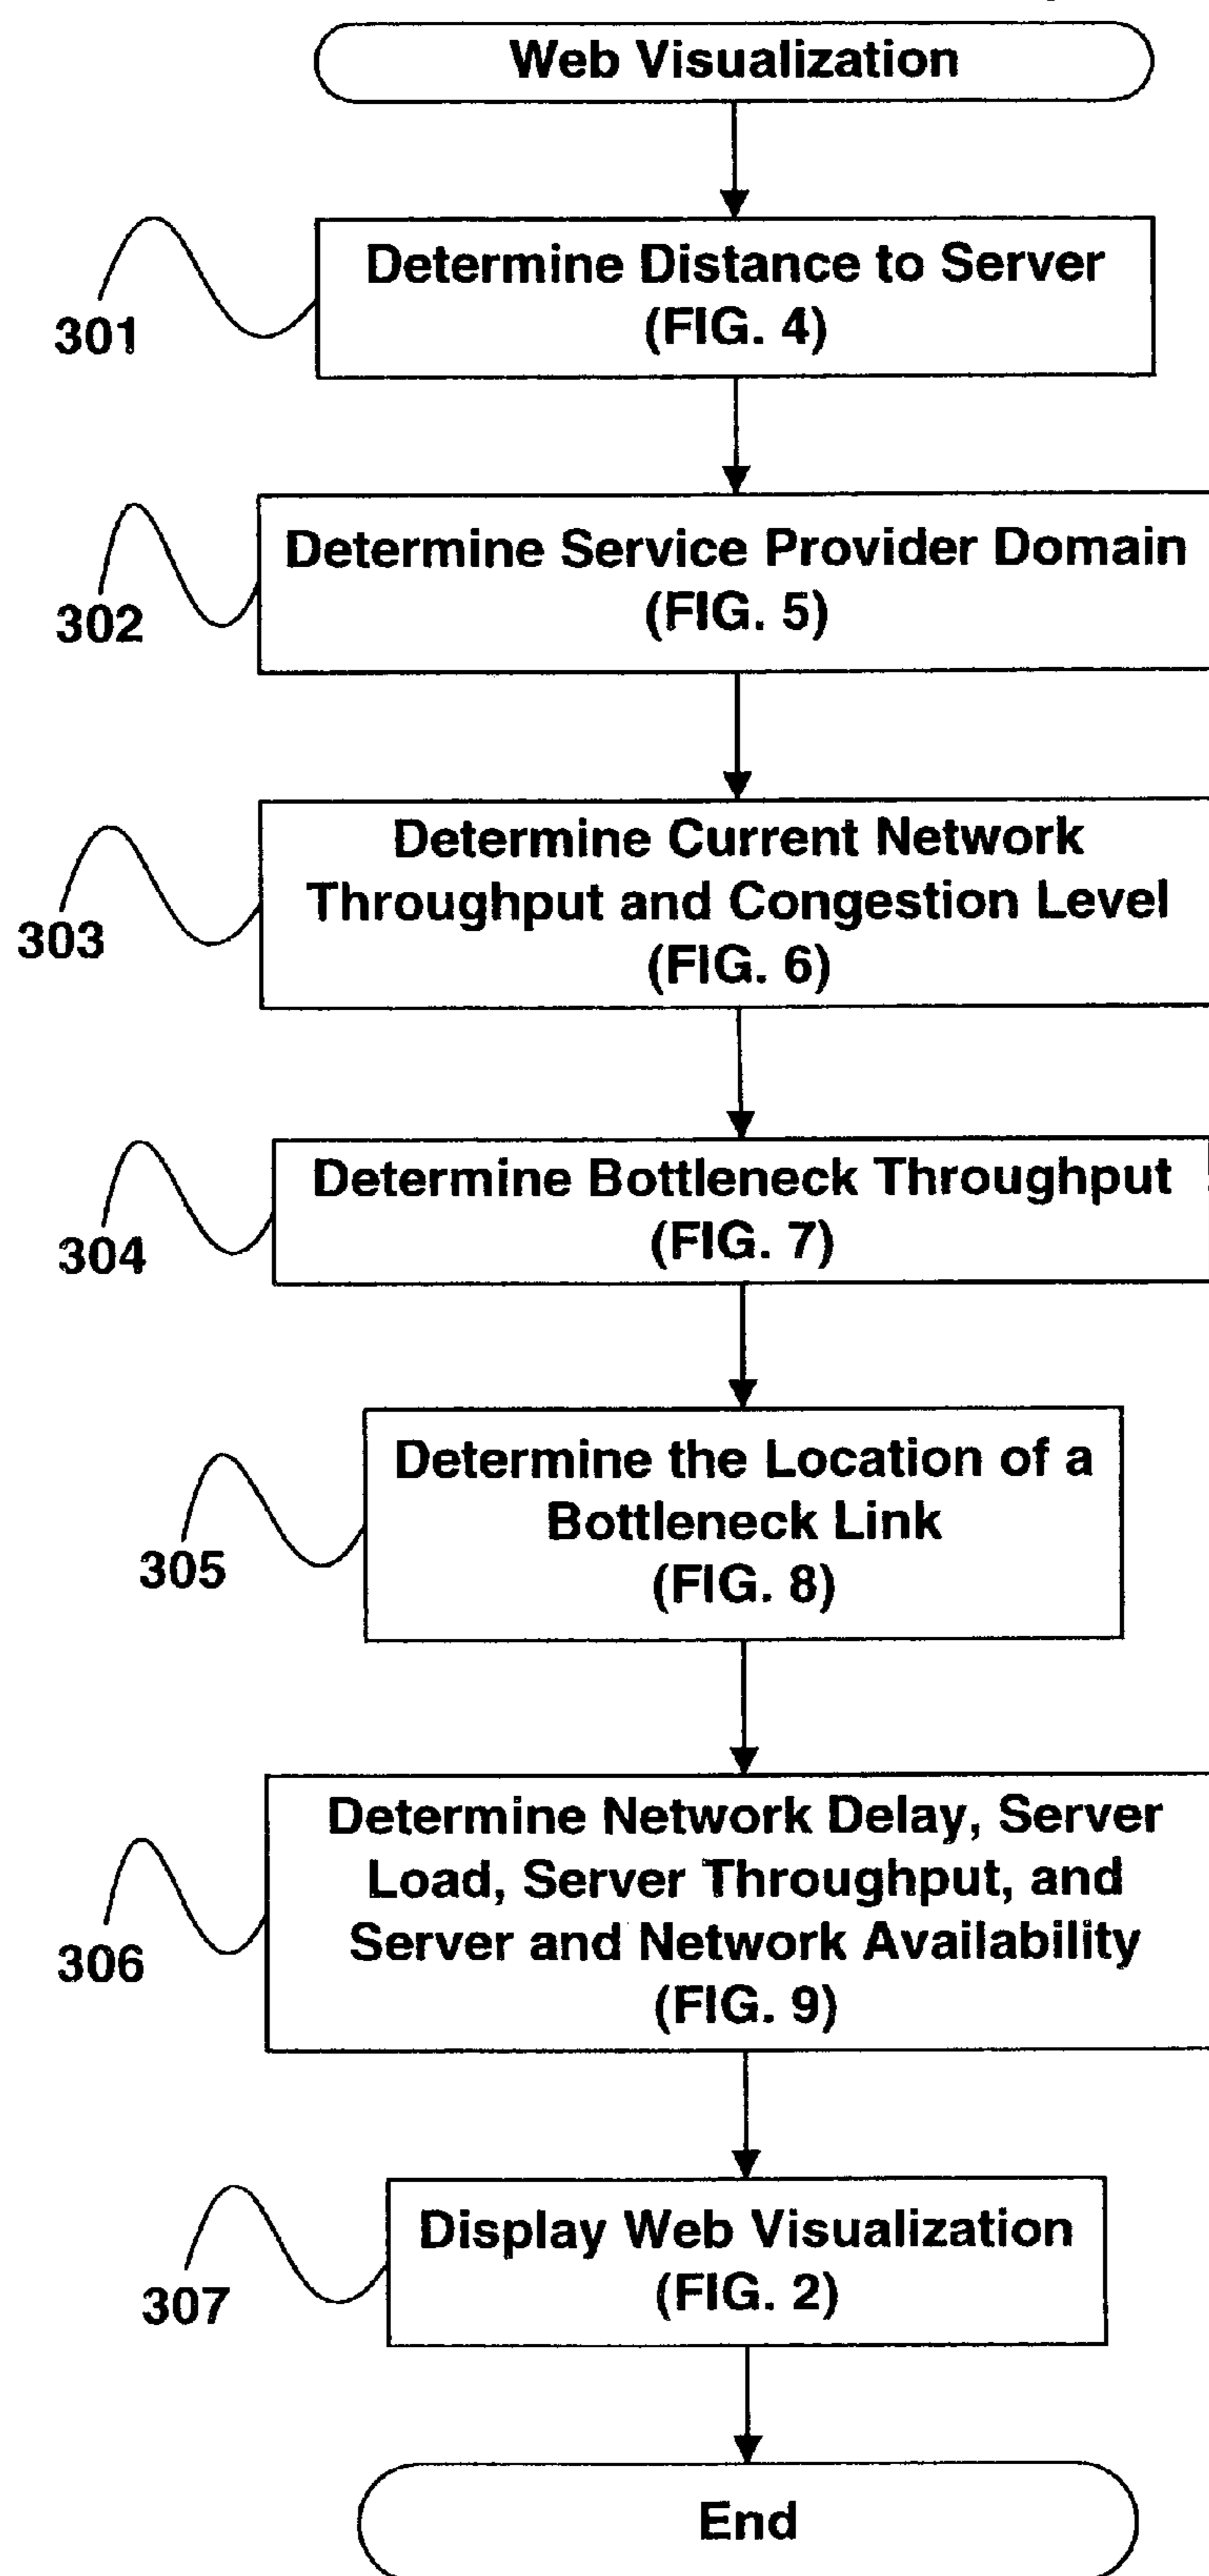 Web Visualization
Determine Distance to Server
(FIG. 4)
301
Determine Service Provider Domain
(FIG. 5)
302
Determine Current Network
Throughput and Congestion Level
(FIG. 6)
303
Determine Bottleneck Throughput
(FIG. 7)
304
Determine the Location of a
Bottleneck Link
(FIG. 8)
305
Determine Network Delay, Server
Load, Server Throughput, and
Server and Network Availability
(FIG. 9)
306
Display Web Visualization
(FIG. 2)
307
End